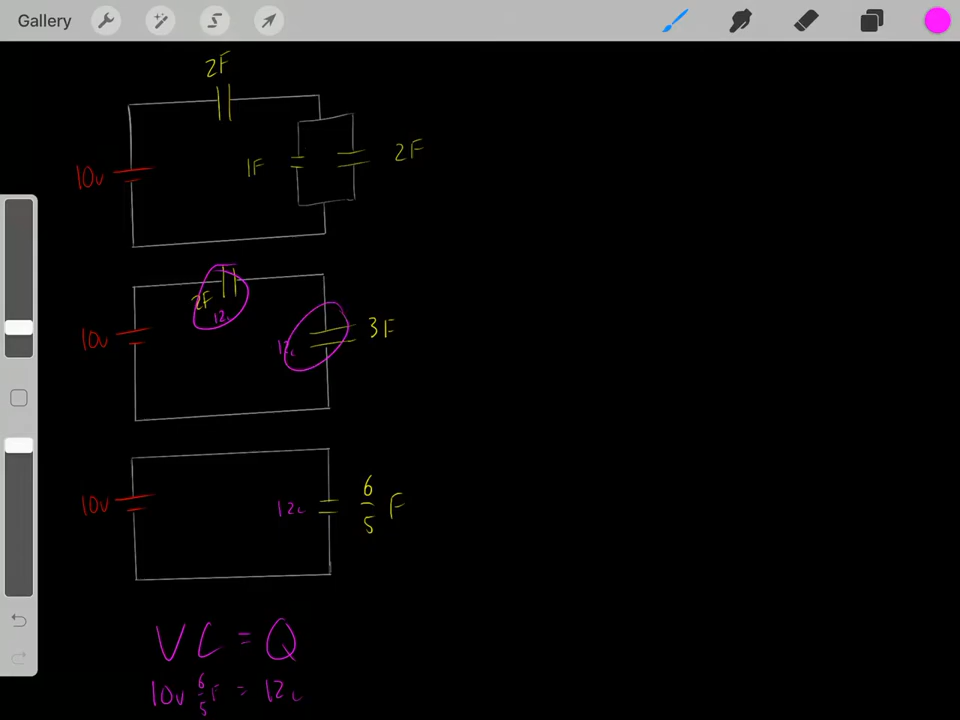 Gallery
2F
10v
1F
2F
2F
12c
10v
12c
3F
10v
12c
6/5 F
VC = Q
10v 6/5 F = 12c